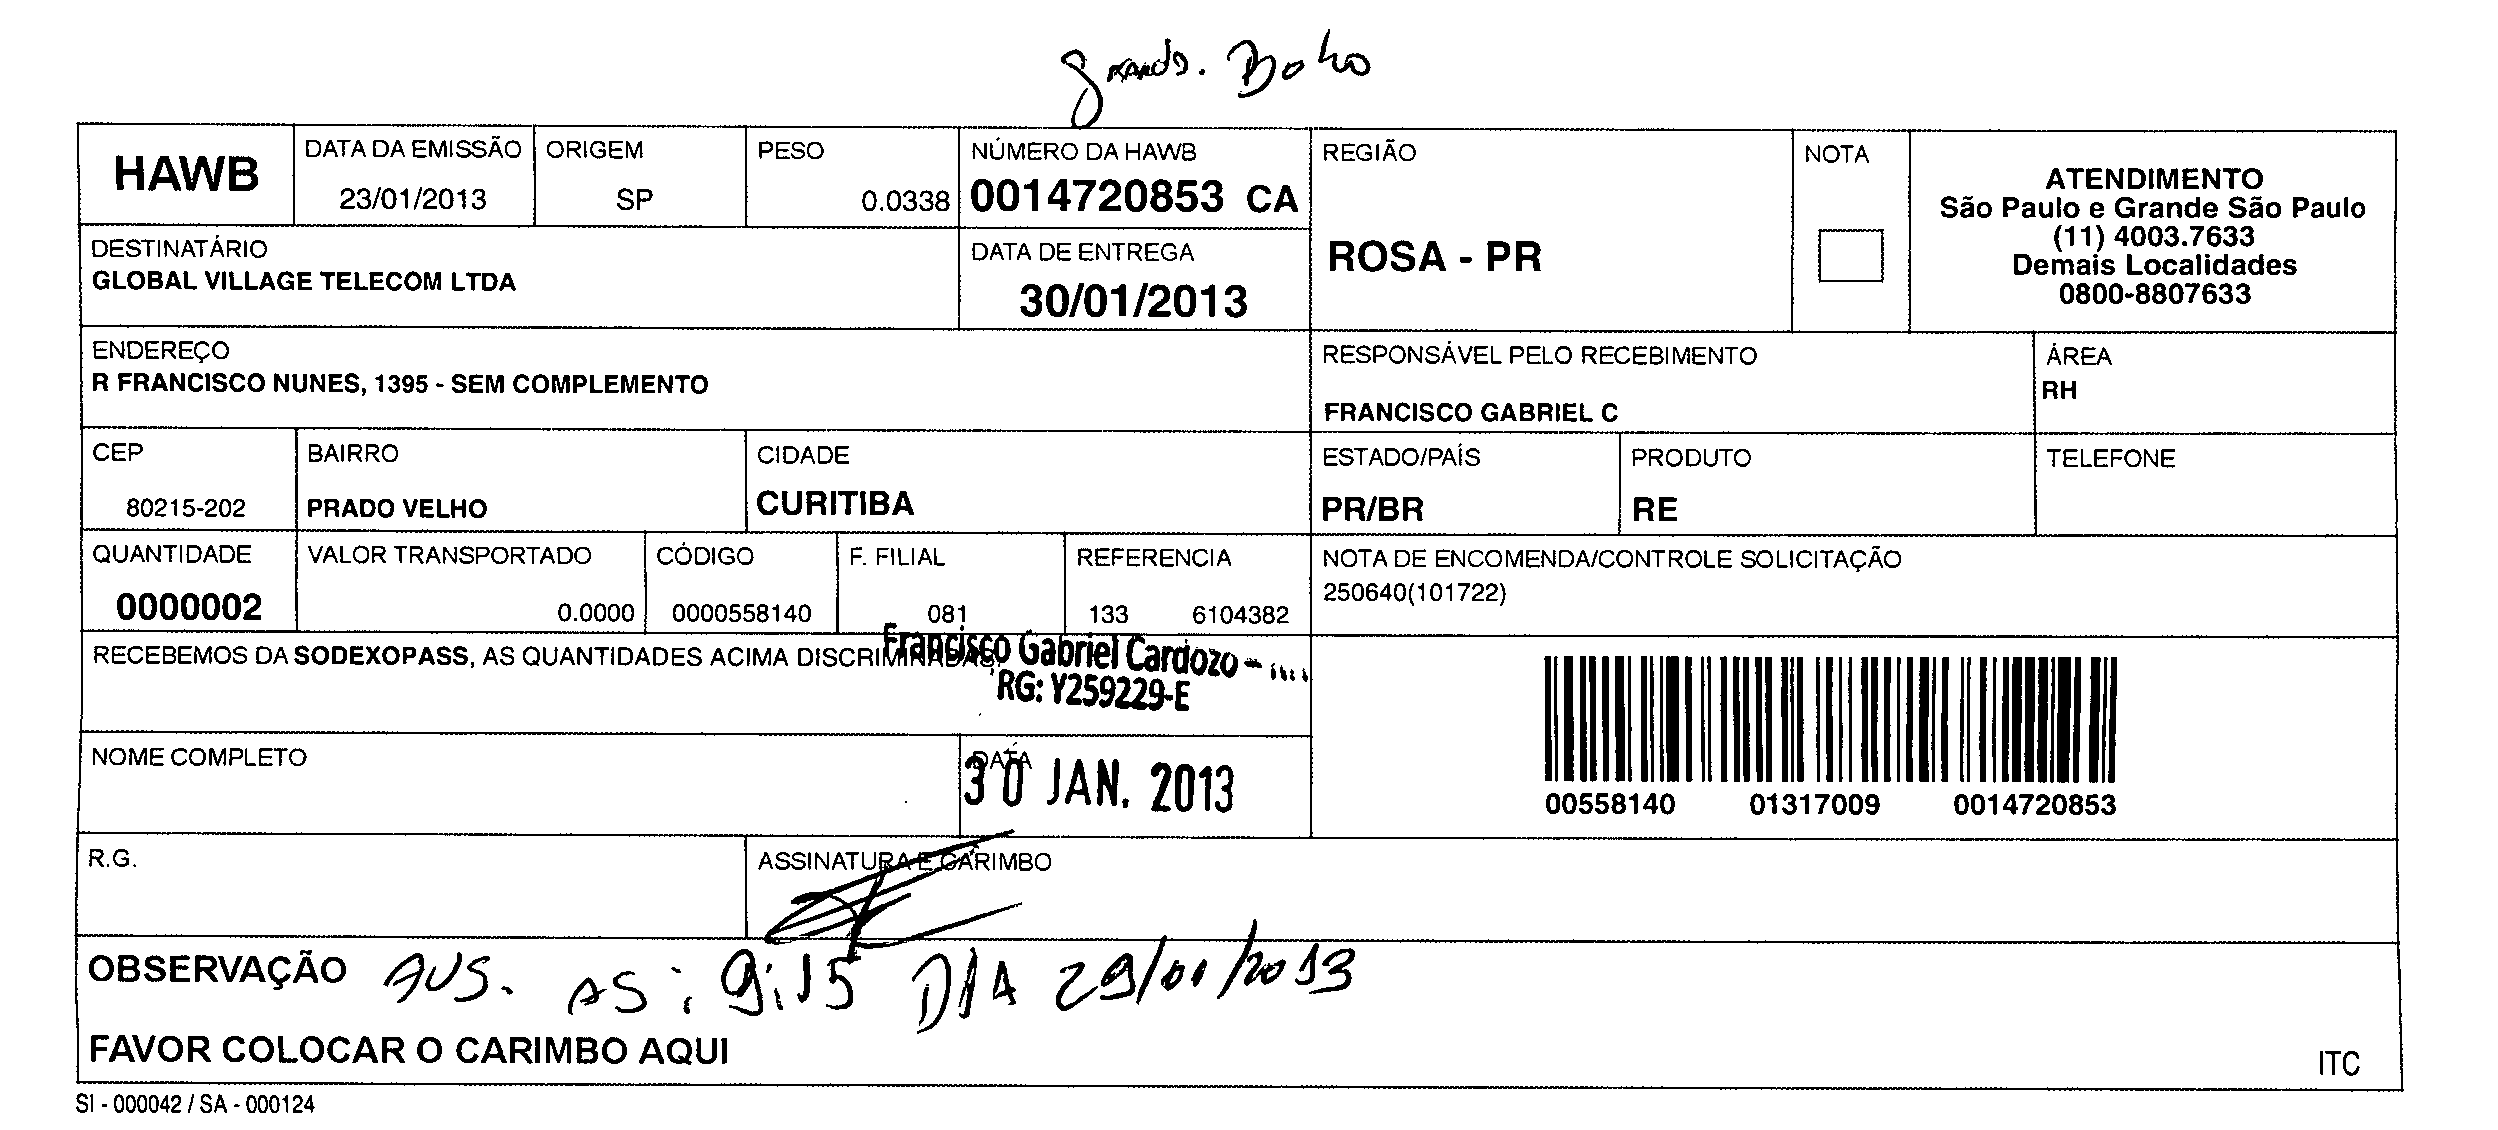 HAWB
DATA DA EMISSÃO
23/01/2013
ORIGEM
SP
PESO
0.0338
NÚMERO DA HAWB
0014720853 CA
REGIÃO
ROSA - PR
NOTA
ATENDIMENTO
São Paulo e Grande São Paulo
(11) 4003.7633
Demais Localidades
0800-8807633
DESTINATÁRIO
GLOBAL VILLAGE TELECOM LTDA
DATA DE ENTREGA
30/01/2013
ENDEREÇO
R FRANCISCO NUNES, 1395 - SEM COMPLEMENTO
RESPONSÁVEL PELO RECEBIMENTO
FRANCISCO GABRIEL C
ÁREA
RH
CEP
80215-202
BAIRRO
PRADO VELHO
CIDADE
CURITIBA
ESTADO/PAÍS
PR/BR
PRODUTO
RE
TELEFONE
QUANTIDADE
0000002
VALOR TRANSPORTADO
0.0000
CÓDIGO
0000558140
F. FILIAL
081
REFERENCIA
133 6104382
NOTA DE ENCOMENDA/CONTROLE SOLICITAÇÃO
250640(101722)
RECEBEMOS DA SODEXOPASS, AS QUANTIDADES ACIMA DISCRIMINADAS.
Francisco Gabriel Cardozo -
RG: Y259229-E
00558140 01317009 0014720853
NOME COMPLETO
DATA
30 JAN. 2013
R.G.
ASSINATURA E CARIMBO
OBSERVAÇÃO AUS. AS: 9:15 DIA 29/01/2013
FAVOR COLOCAR O CARIMBO AQUI
ITC
SI - 000042 / SA - 000124